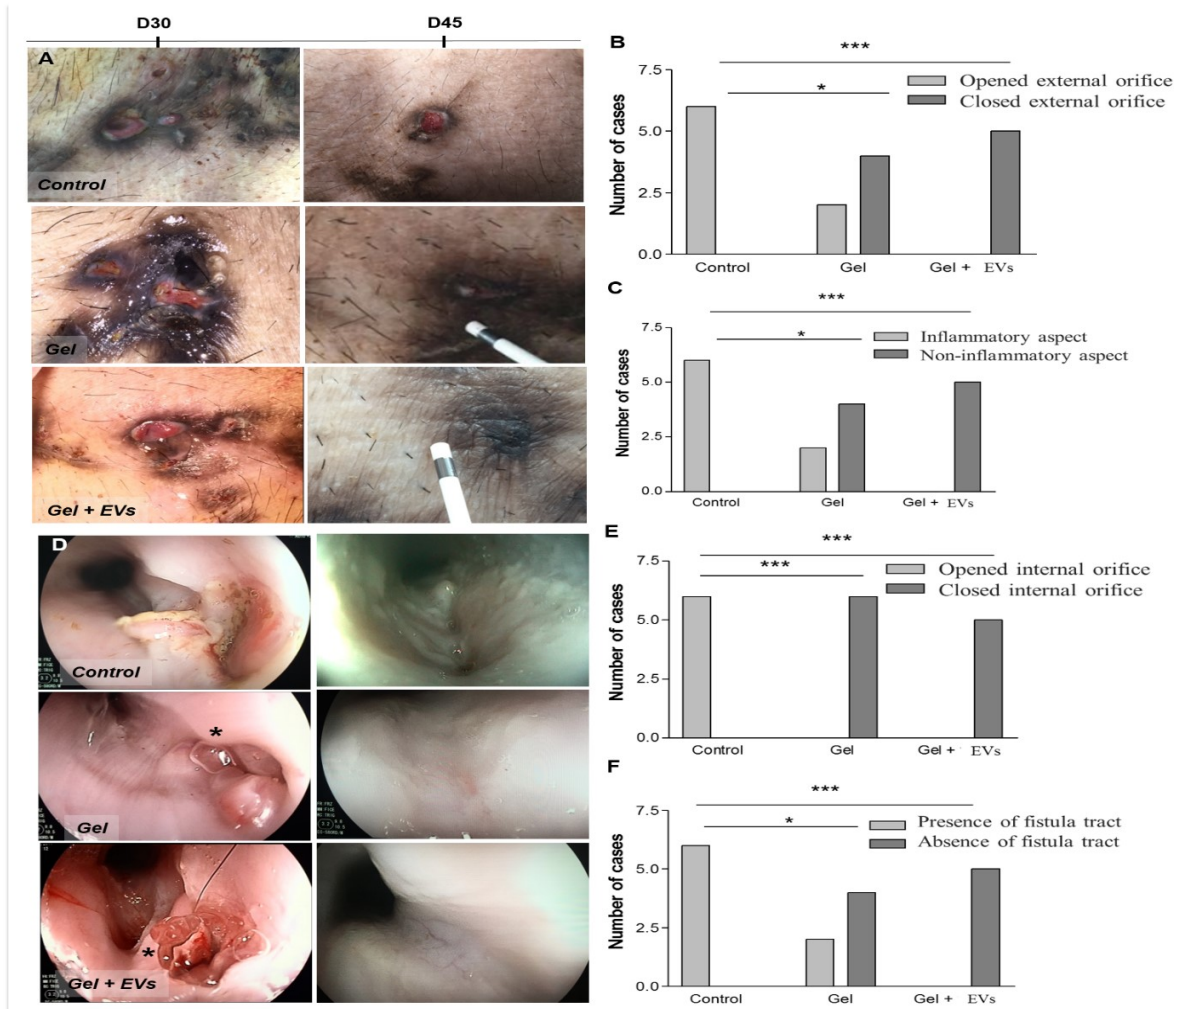 D30
D45
A
Control
Gel
Gel + EVs
B
***
*
7.5
5.0
2.5
0.0
Number of cases
Opened external orifice
Closed external orifice
Control
Gel
Gel + EVs
C
***
*
7.5
5.0
2.5
0.0
Number of cases
Inflammatory aspect
Non-inflammatory aspect
Control
Gel
Gel + EVs
D
Control
*
Gel
*
Gel + EVs
E
***
***
7.5
5.0
2.5
0.0
Number of cases
Opened internal orifice
Closed internal orifice
Control
Gel
Gel + EVs
F
***
*
7.5
5.0
2.5
0.0
Number of cases
Presence of fistula tract
Absence of fistula tract
Control
Gel
Gel + EVs